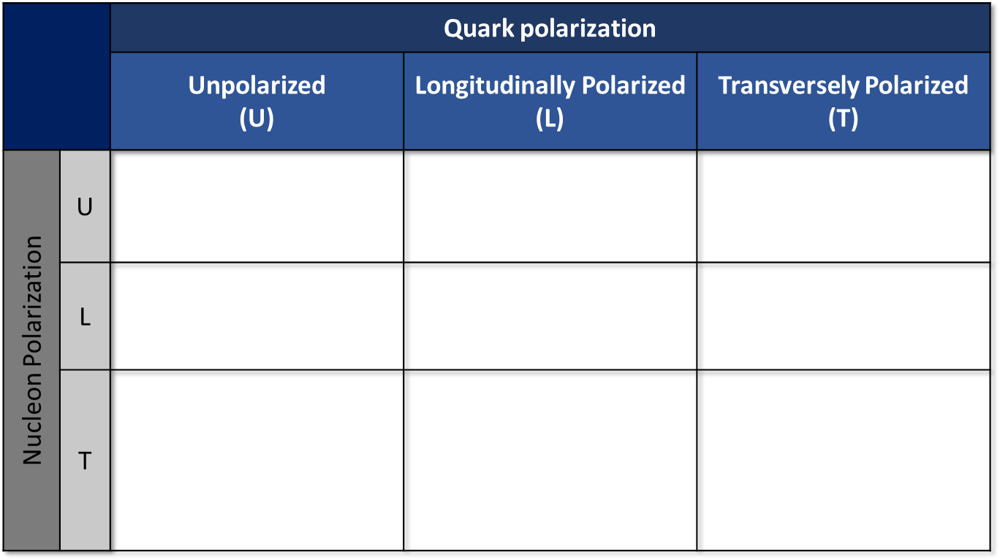 Quark polarization
Unpolarized
(U)
Longitudinally Polarized
(L)
Transversely Polarized
(T)
Nucleon Polarization
U
L
T